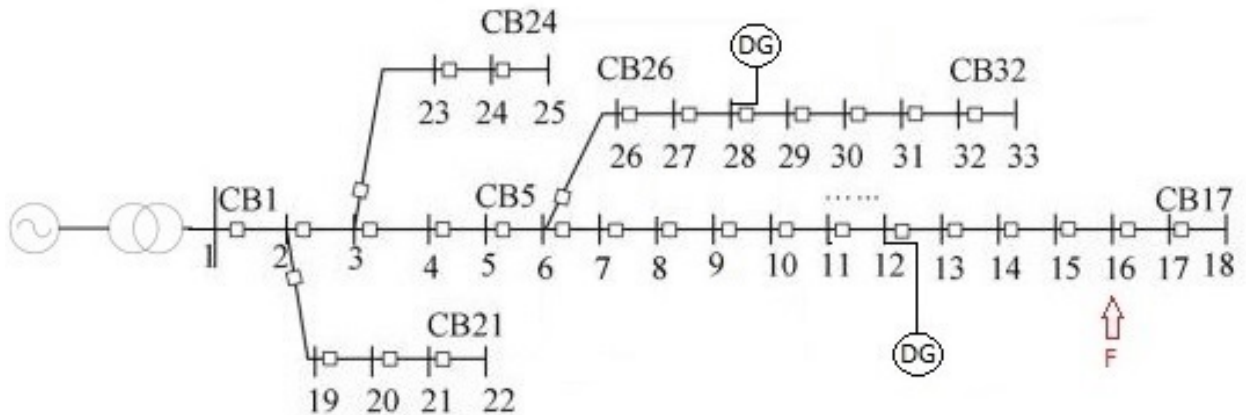 CB24
DG
CB26
CB32
23 24 25
26 27 28 29 30 31 32 33
CB1
CB5
......
CB17
1 2 3 4 5 6 7 8 9 10 11 12 13 14 15 16 17 18
CB21
DG
F
19 20 21 22